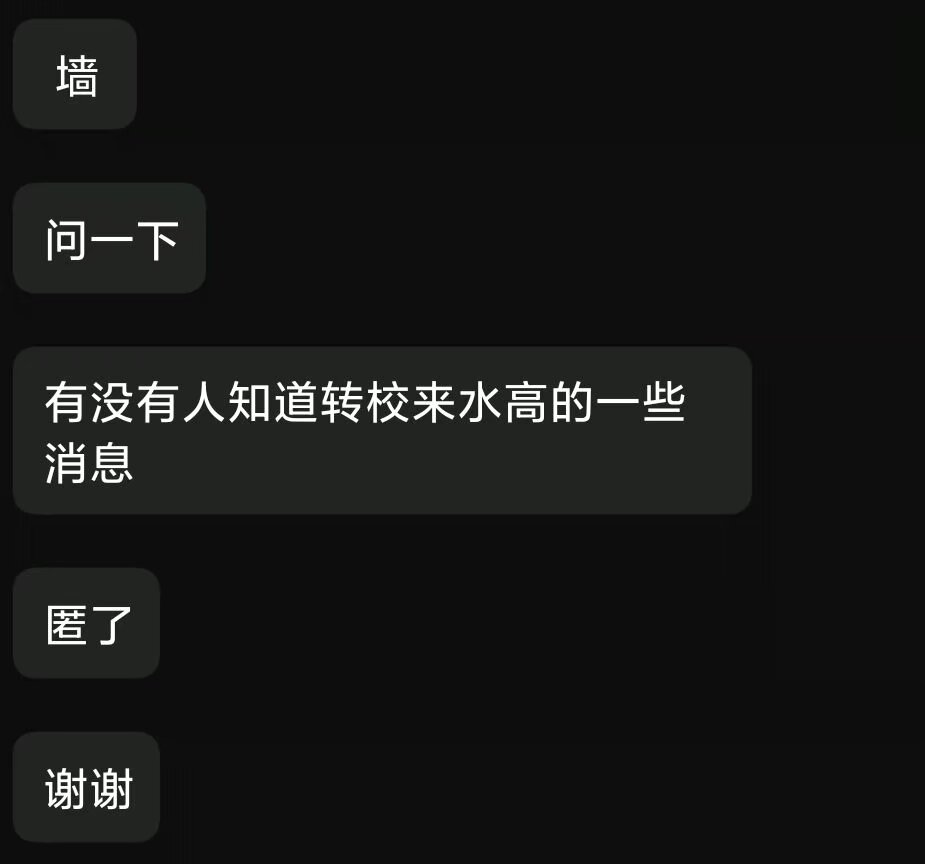 墙
问一下
有没有人知道转校来水高的一些
消息
匿了
谢谢